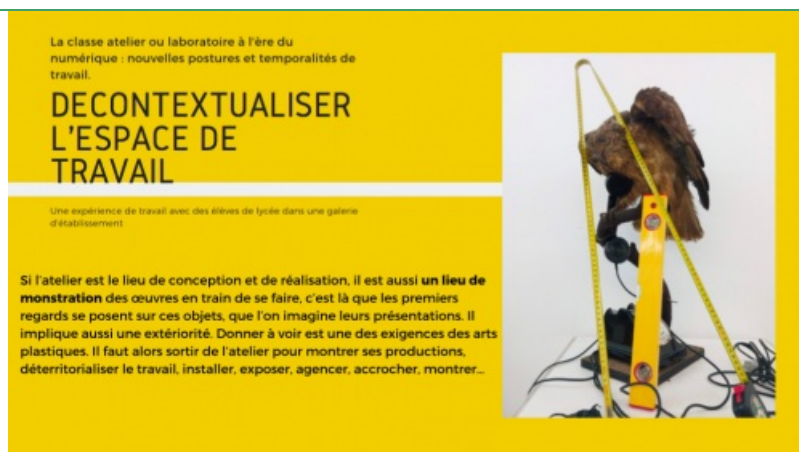 La classe atelier ou laboratoire à l'ère du
numérique : nouvelles postures et temporalités de
travail.
DECONTEXTUALISER
L'ESPACE DE
TRAVAIL
Une expérience de travail avec des élèves de lycée dans une galerie
d'établissement
Si l'atelier est le lieu de conception et de réalisation, il est aussi un lieu de
monstration des œuvres en train de se faire, c'est là que les premiers
regards se posent sur ces objets, que l'on imagine leurs présentations. Il
implique aussi une extériorité. Donner à voir est une des exigences des arts
plastiques. Il faut alors sortir de l'atelier pour montrer ses productions,
déterritorialiser le travail, installer, exposer, agencer, accrocher, montrer...